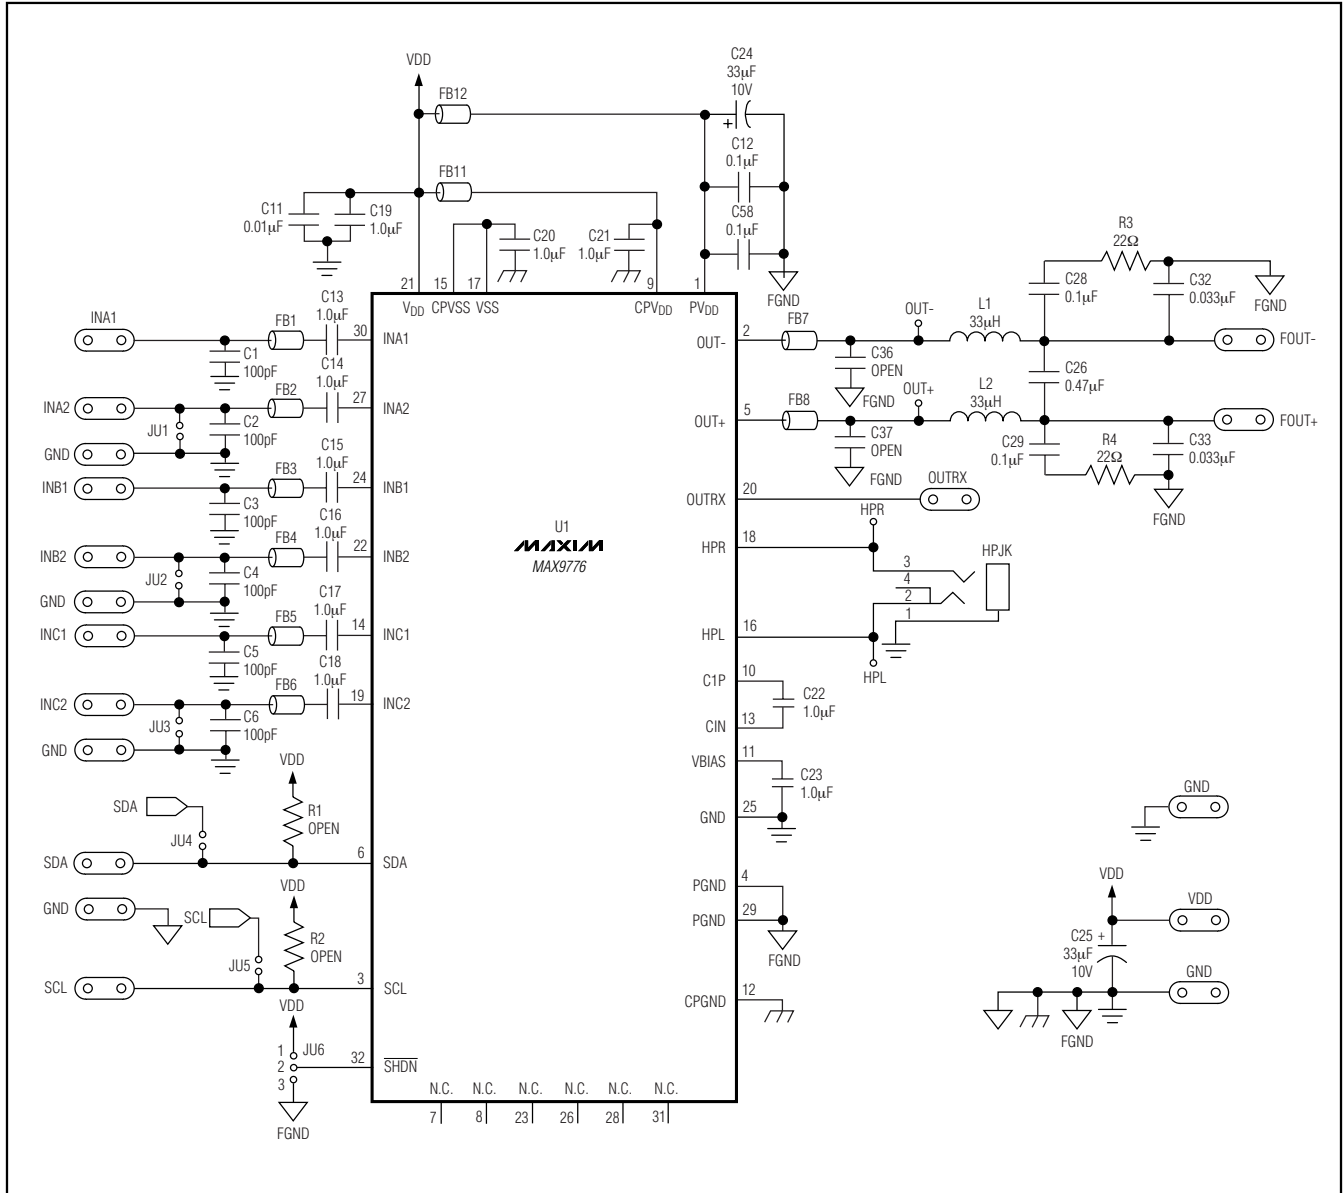 VDD
FB12
C24
33µF
10V
+
C12
0.1µF
FB11
C58
0.1µF
C11
0.01µF
C19
1.0µF
C20
1.0µF
C21
1.0µF
R3
22Ω
C28
0.1µF
C32
0.033µF
FGND
FGND
21
15
17
9
1
VDD
CPVSS
VSS
CPVDD
PVDD
INA1
FB1
C13
1.0µF
30
INA1
C1
100pF
OUT-
2
FB7
OUT-
L1
33µH
FOUT-
C36
OPEN
FGND
C26
0.47µF
INA2
FB2
C14
1.0µF
27
INA2
JU1
C2
100pF
GND
OUT+
5
FB8
OUT+
L2
33µH
FOUT+
C37
OPEN
FGND
C29
0.1µF
R4
22Ω
C33
0.033µF
FGND
INB1
FB3
C15
1.0µF
24
INB1
C3
100pF
OUTRX
20
OUTRX
INB2
FB4
C16
1.0µF
22
INB2
JU2
C4
100pF
GND
U1
MAXIM
MAX9776
HPR
18
HPR
HPJK
3
4
2
1
INC1
FB5
C17
1.0µF
14
INC1
C5
100pF
HPL
16
HPL
INC2
FB6
C18
1.0µF
19
INC2
JU3
C6
100pF
GND
C1P
10
C22
1.0µF
CIN
13
VBIAS
11
C23
1.0µF
GND
25
VDD
R1
OPEN
SDA
JU4
SDA
6
SDA
GND
SCL
JU5
VDD
R2
OPEN
SCL
3
SCL
PGND
4
PGND
29
FGND
CPGND
12
VDD
1
2
3
JU6
32
SHDN
FGND
N.C.
N.C.
N.C.
N.C.
N.C.
N.C.
7
8
23
26
28
31
GND
VDD
VDD
C25
+
33µF
10V
GND
FGND